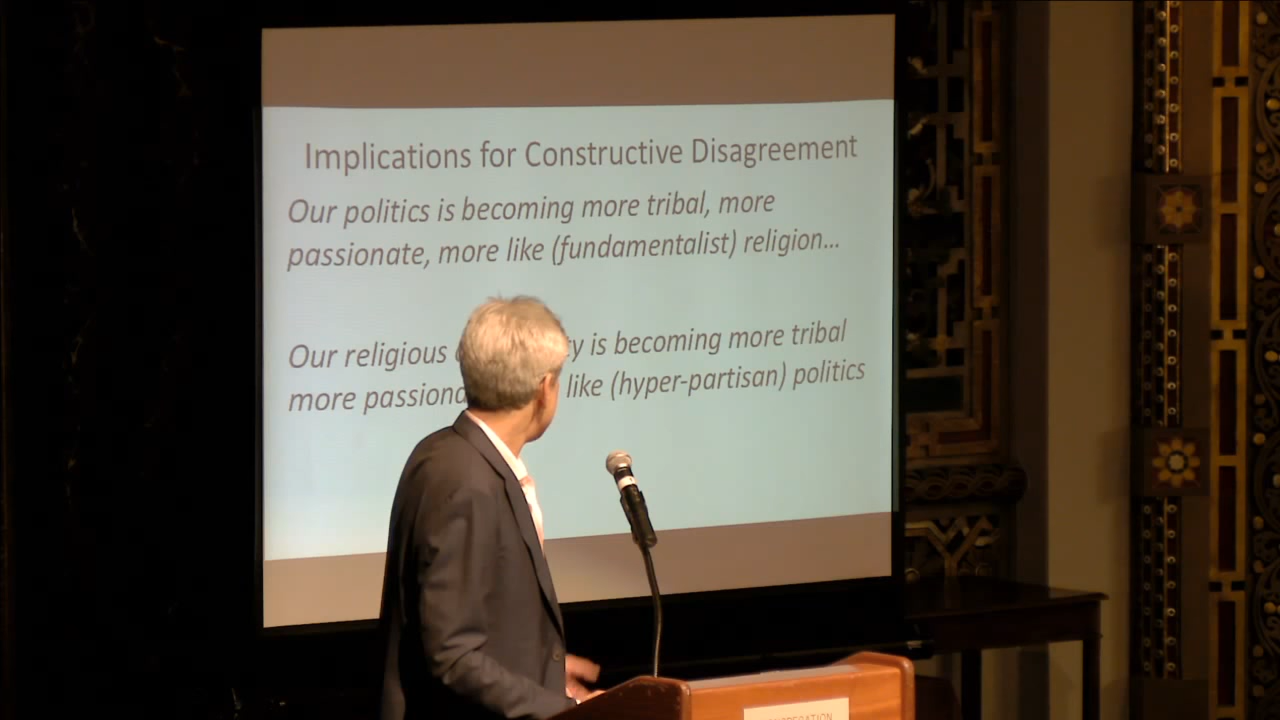 Implications for Constructive Disagreement
Our politics is becoming more tribal, more
passionate, more like (fundamentalist) religion...
Our religious is becoming more tribal
more like (hyper-partisan) politics